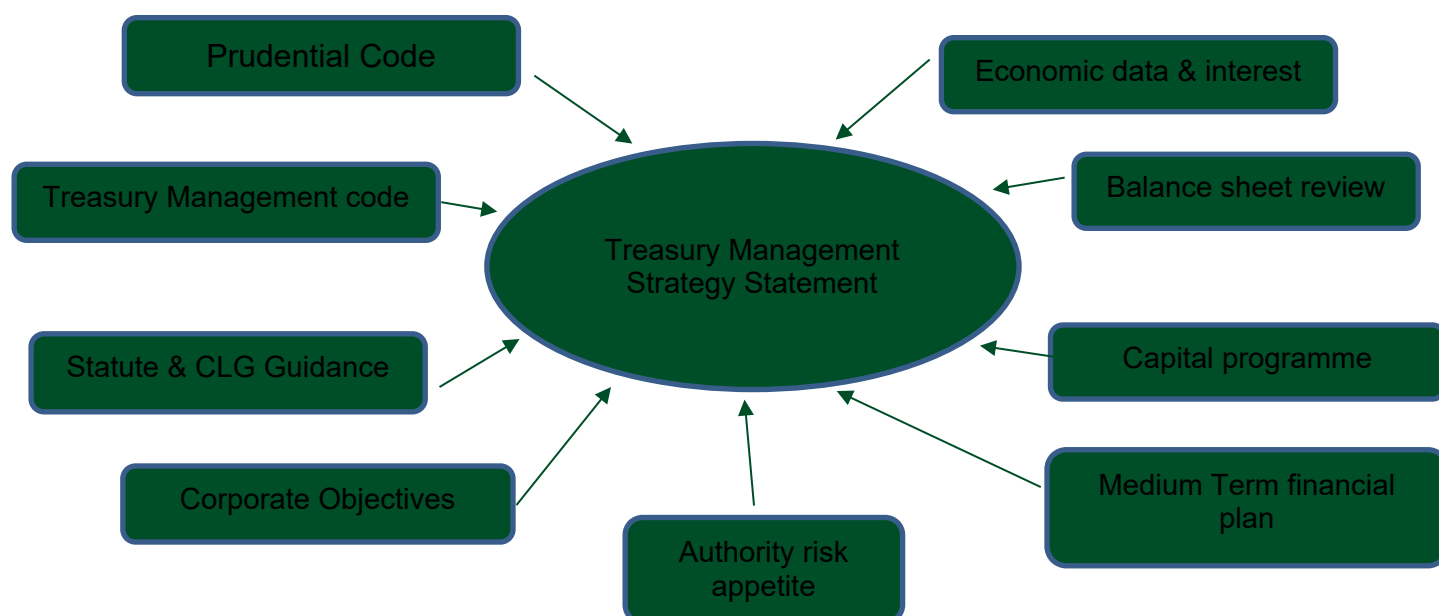 Prudential Code
Economic data & interest
Treasury Management code
Balance sheet review
Treasury Management
Strategy Statement
Statute & CLG Guidance
Capital programme
Corporate Objectives
Medium Term financial
plan
Authority risk
appetite